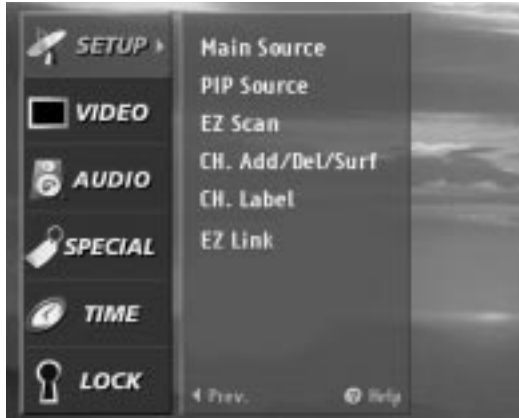 SETUP
VIDEO
AUDIO
SPECIAL
TIME
LOCK
Main Source
PIP Source
EZ Scan
CH. Add/Del/Surf
CH. Label
EZ Link
Prev.
Help